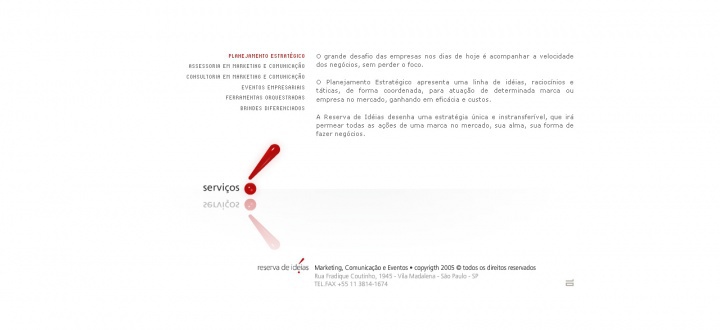 PLANEJAMENTO ESTRATÉGICO
ASSESSORIA EM MARKETING E COMUNICAÇÃO
CONSULTORIA EM MARKETING E COMUNICAÇÃO
EVENTOS EMPRESARIAIS
FERRAMENTAS ORQUESTRADAS
BRINDES DIFERENCIADOS
O grande desafio das empresas nos dias de hoje é acompanhar a velocidade
dos negócios, sem perder o foco.
O Planejamento Estratégico apresenta uma linha de idéias, raciocínios e
táticas, de forma coordenada, para atuação de determinada marca ou
empresa no mercado, ganhando em eficácia e custos.
A Reserva de Idéias desenha uma estratégia única e instransferível, que irá
permear todas as ações de uma marca no mercado, sua alma, sua forma de
fazer negócios.
serviços
reserva de ideias
Marketing, Comunicação e Eventos • copyrigth 2005 © todos os direitos reservados
Rua Fradique Coutinho, 1945 - Vila Madalena - São Paulo - SP
TEL.FAX +55 11 3814-1674